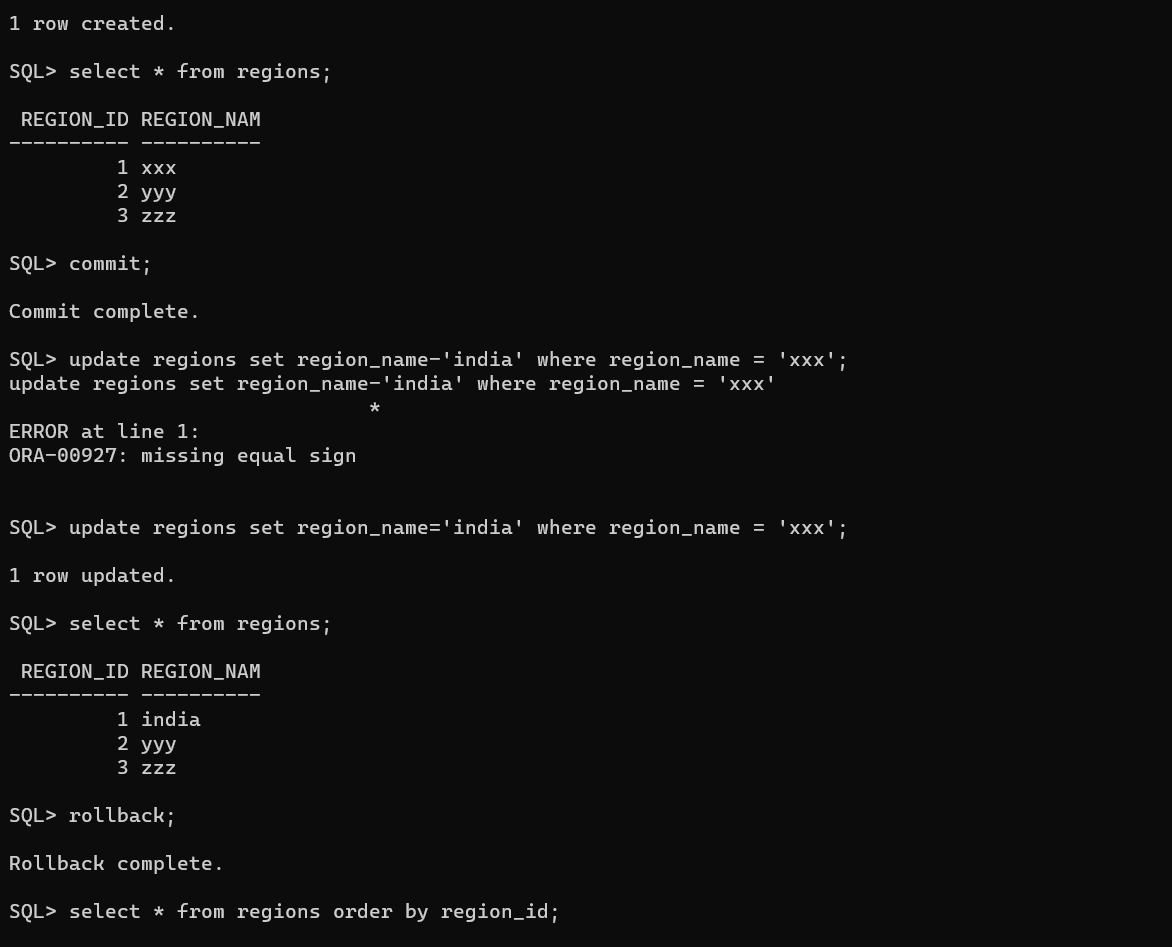 1 row created.
SQL> select * from regions;
 REGION_ID REGION_NAM
---------- ----------
         1 xxx
         2 yyy
         3 zzz
SQL> commit;
Commit complete.
SQL> update regions set region_name-'india' where region_name = 'xxx';
update regions set region_name-'india' where region_name = 'xxx'
                              *
ERROR at line 1:
ORA-00927: missing equal sign
SQL> update regions set region_name='india' where region_name = 'xxx';
1 row updated.
SQL> select * from regions;
 REGION_ID REGION_NAM
---------- ----------
         1 india
         2 yyy
         3 zzz
SQL> rollback;
Rollback complete.
SQL> select * from regions order by region_id;